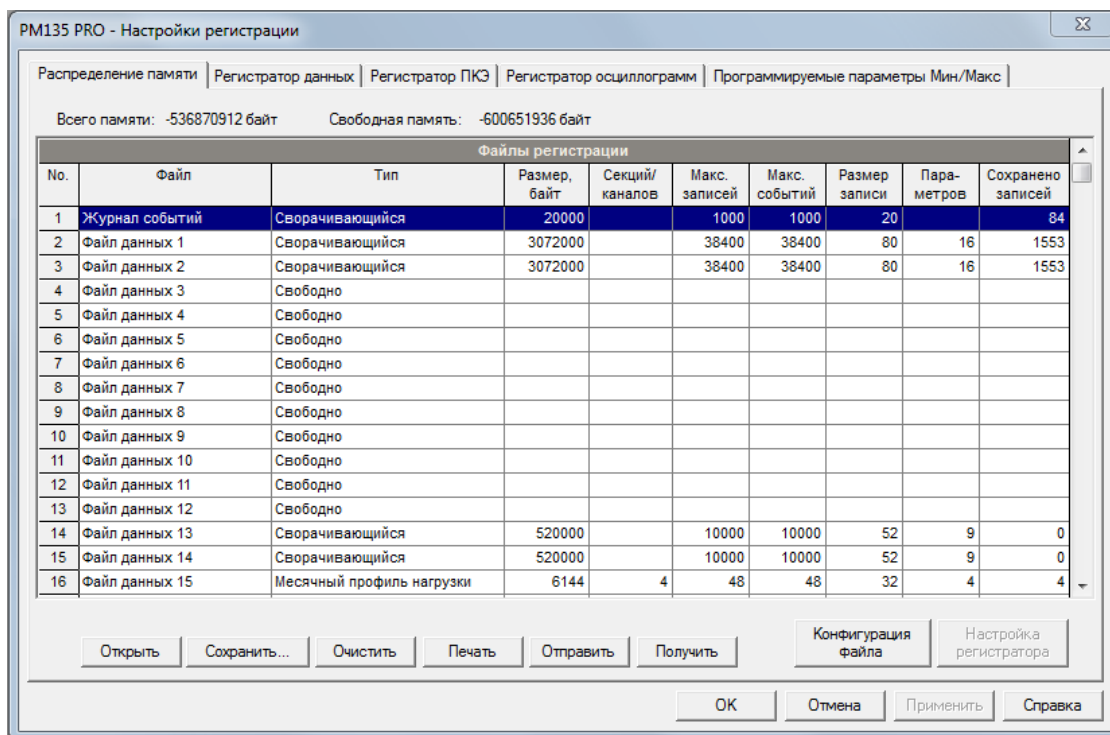 PM135 PRO - Настройки регистрации
Распределение памяти Регистратор данных Регистратор ПКЭ Регистратор осциллограмм Программируемые параметры Мин/Макс
Всего памяти: -536870912 байт Свободная память: -600651936 байт
Файлы регистрации
No. Файл Тип Размер, байт Секций/ каналов Макс. записей Макс. событий Размер записи Пара- метров Сохранено записей
1 Журнал событий Сворачивающийся 20000 1000 1000 20 84
2 Файл данных 1 Сворачивающийся 3072000 38400 38400 80 16 1553
3 Файл данных 2 Сворачивающийся 3072000 38400 38400 80 16 1553
4 Файл данных 3 Свободно
5 Файл данных 4 Свободно
6 Файл данных 5 Свободно
7 Файл данных 6 Свободно
8 Файл данных 7 Свободно
9 Файл данных 8 Свободно
10 Файл данных 9 Свободно
11 Файл данных 10 Свободно
12 Файл данных 11 Свободно
13 Файл данных 12 Свободно
14 Файл данных 13 Сворачивающийся 520000 10000 10000 52 9 0
15 Файл данных 14 Сворачивающийся 520000 10000 10000 52 9 0
16 Файл данных 15 Месячный профиль нагрузки 6144 4 48 48 32 4 4
Открыть Сохранить... Очистить Печать Отправить Получить Конфигурация файла Настройка регистратора
OK Отмена Применить Справка